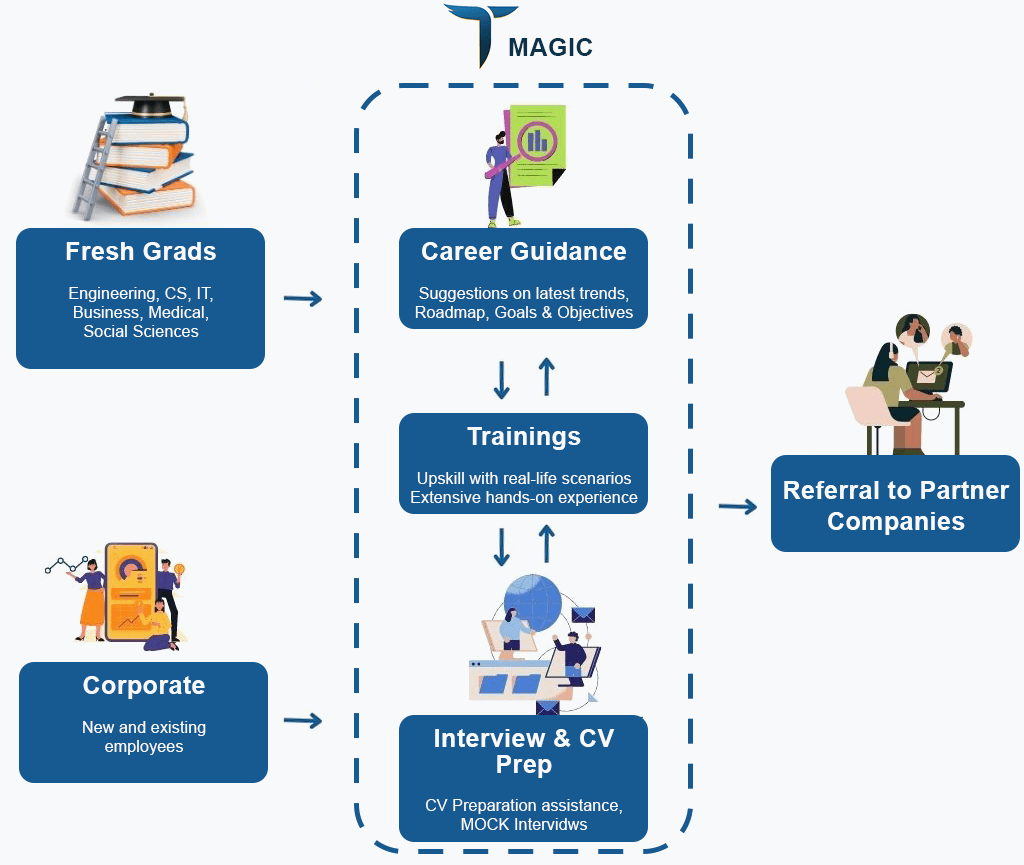 MAGIC
Fresh Grads
Engineering, CS, IT,
Business, Medical,
Social Sciences
Career Guidance
Suggestions on latest trends,
Roadmap, Goals & Objectives
Trainings
Upskill with real-life scenarios
Extensive hands-on experience
Referral to Partner
Companies
Corporate
New and existing
employees
Interview & CV
Prep
CV Preparation assistance,
MOCK Intervidws